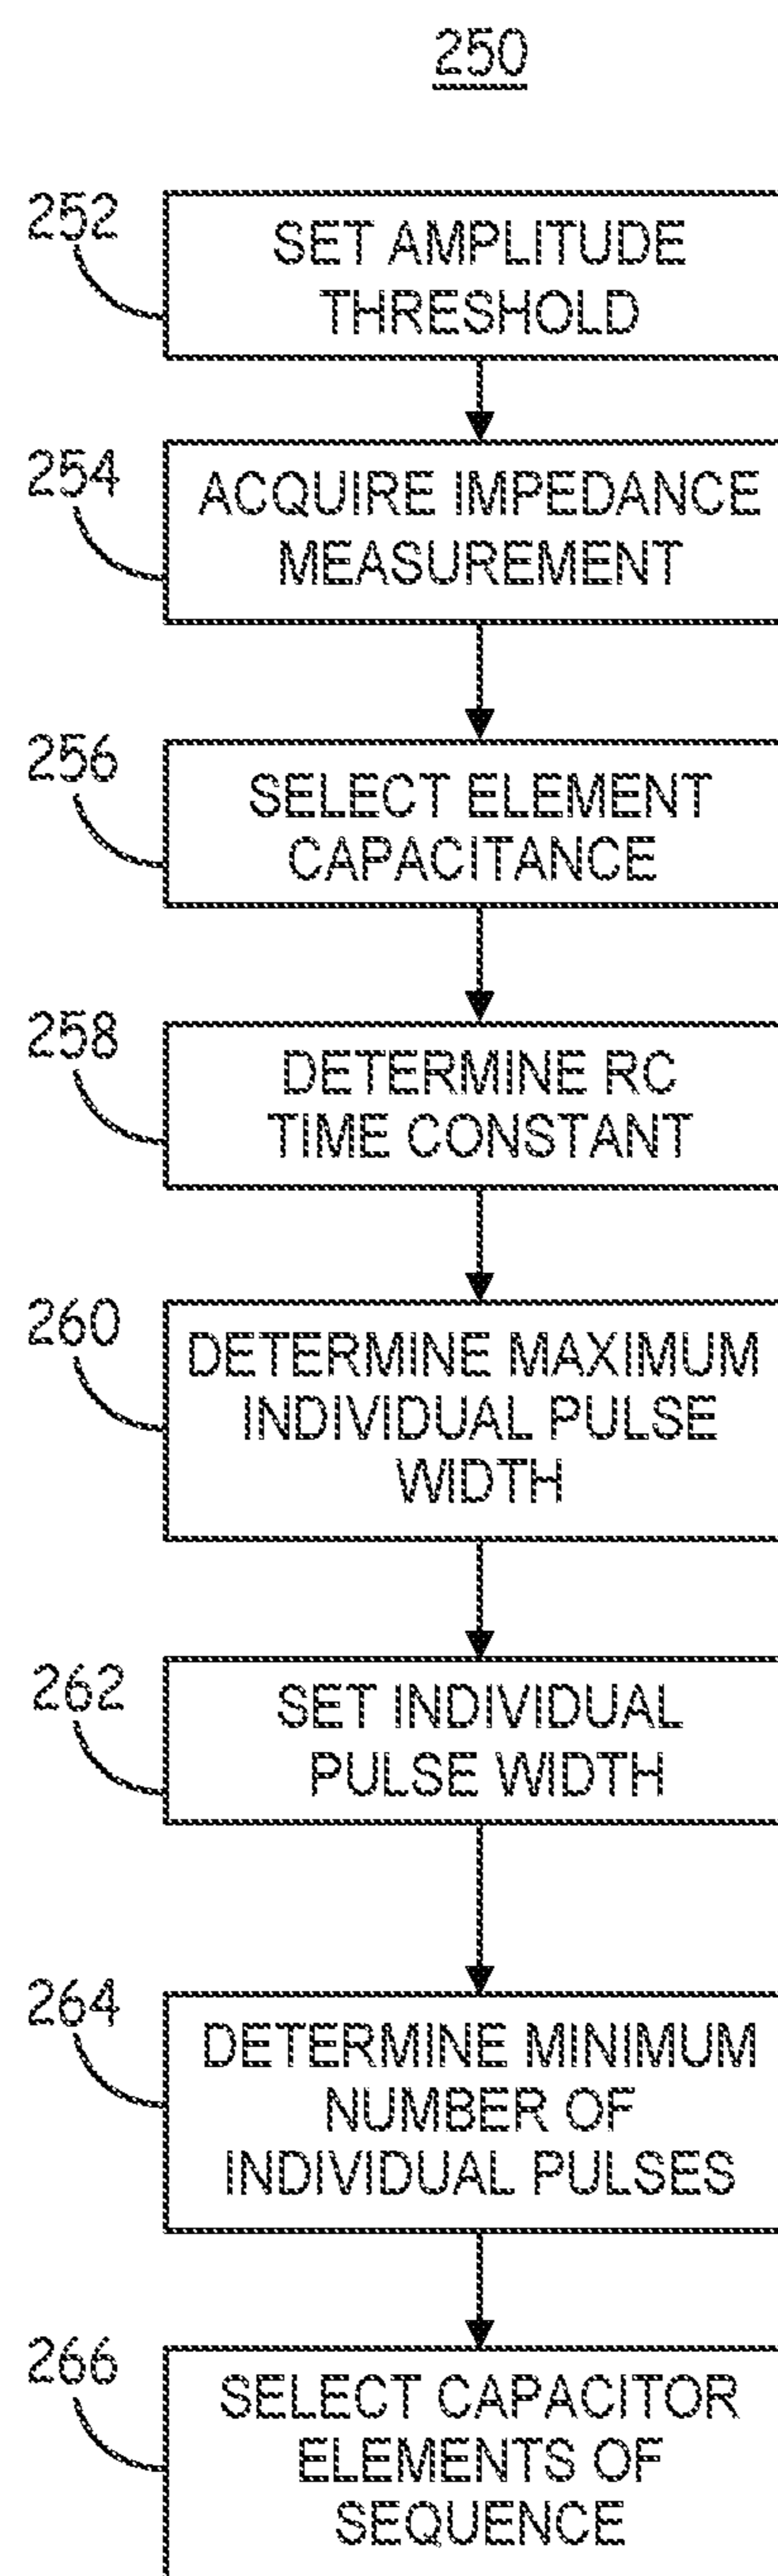 250
252
SET AMPLITUDE
THRESHOLD
254
ACQUIRE IMPEDANCE
MEASUREMENT
256
SELECT ELEMENT
CAPACITANCE
258
DETERMINE RC
TIME CONSTANT
260
DETERMINE MAXIMUM
INDIVIDUAL PULSE
WIDTH
262
SET INDIVIDUAL
PULSE WIDTH
264
DETERMINE MINIMUM
NUMBER OF
INDIVIDUAL PULSES
266
SELECT CAPACITOR
ELEMENTS OF
SEQUENCE